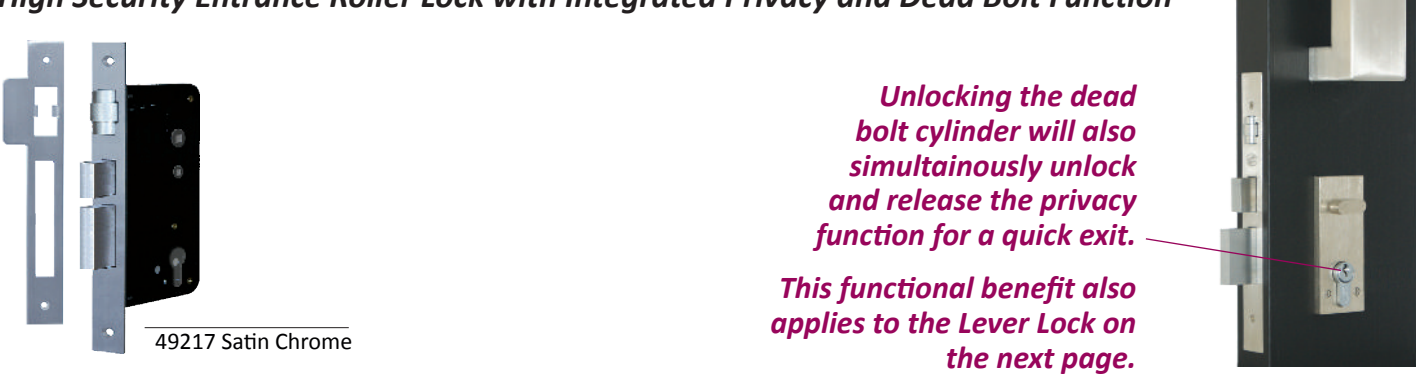 High Security Entrance Roller Lock with Integrated Privacy and Dead Bolt Function
Unlocking the dead
bolt cylinder will also
simultainously unlock
and release the privacy
function for a quick exit.
This functional benefit also
applies to the Lever Lock on
the next page.
49217 Satin Chrome